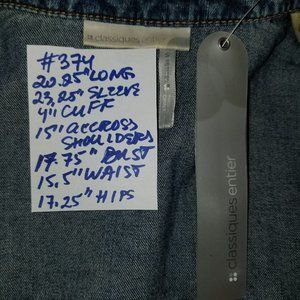 #374
20.25" LONG
23.25" SLEEVE
4" CUFF
15" ACCROSS
SHOULDERS
17.75" BUST
15.5" WAIST
17.25" HIPS
classiques entier
classiques entier